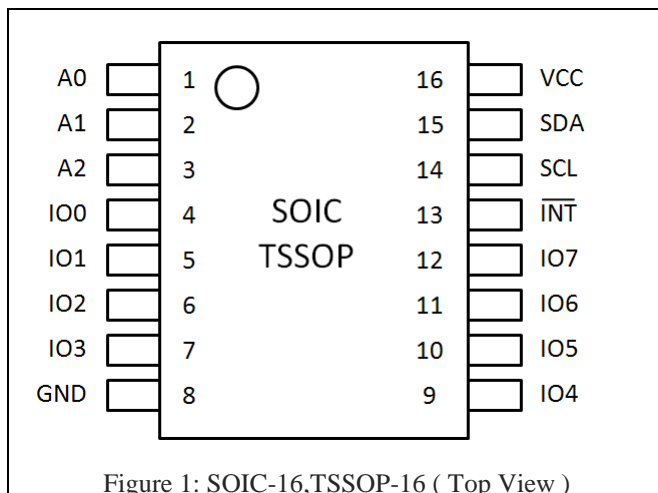 A0 1 16 VCC
A1 2 15 SDA
A2 3 14 SCL
IO0 4 13 I̅N̅T̅
IO1 5 12 IO7
IO2 6 11 IO6
IO3 7 10 IO5
GND 8 9 IO4
SOIC
TSSOP
Figure 1: SOIC-16,TSSOP-16 ( Top View )